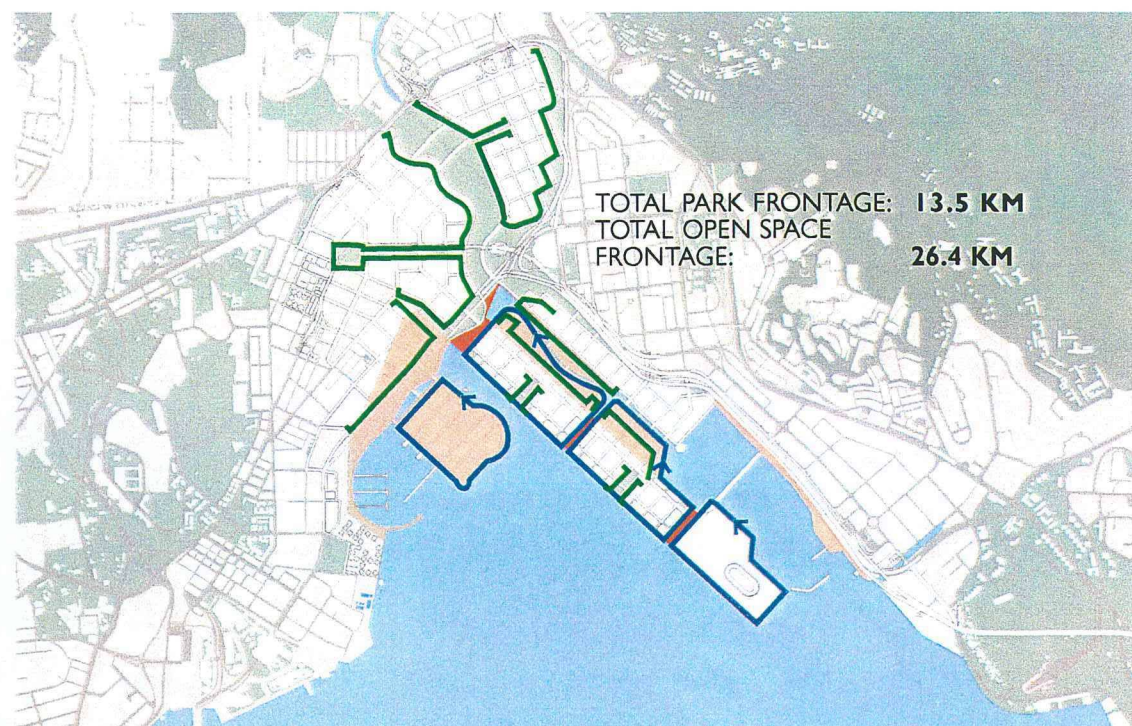 TOTAL PARK FRONTAGE: 13.5 KM
TOTAL OPEN SPACE
FRONTAGE: 26.4 KM